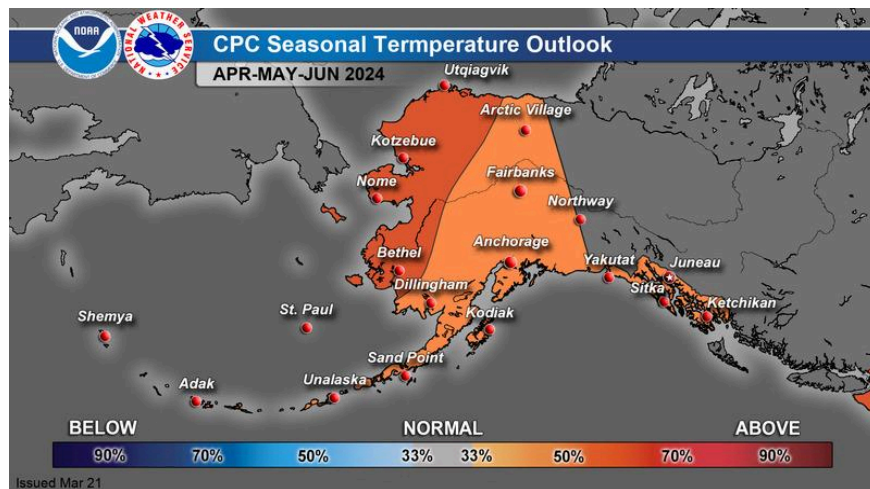 NOAA
NATIONAL WEATHER SERVICE
CPC Seasonal Termperature Outlook
APR-MAY-JUN 2024
Utqiagvik
Arctic Village
Kotzebue
Fairbanks
Nome
Northway
Anchorage
Bethel
Yakutat
Juneau
Dillingham
Sitka
St. Paul
Kodiak
Ketchikan
Shemya
Sand Point
Adak
Unalaska
BELOW NORMAL ABOVE
90% 70% 50% 33% 33% 50% 70% 90%
Issued Mar 21